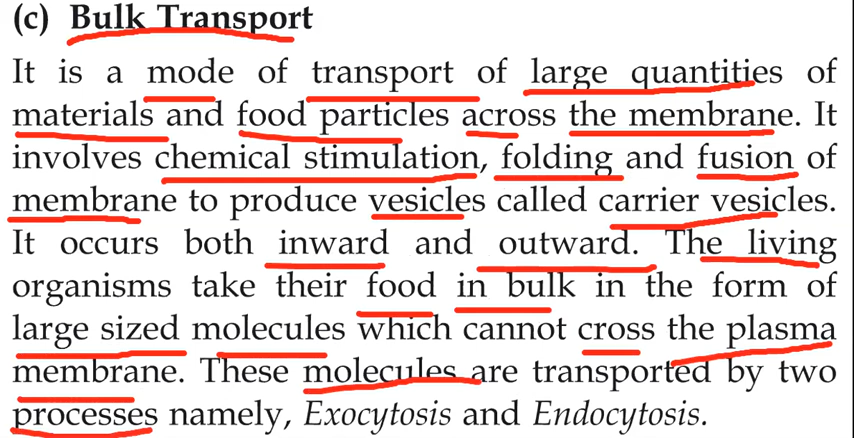 (c) Bulk Transport
It is a mode of transport of large quantities of
materials and food particles across the membrane. It
involves chemical stimulation, folding and fusion of
membrane to produce vesicles called carrier vesicles.
It occurs both inward and outward. The living
organisms take their food in bulk in the form of
large sized molecules which cannot cross the plasma
membrane. These molecules are transported by two
processes namely, Exocytosis and Endocytosis.